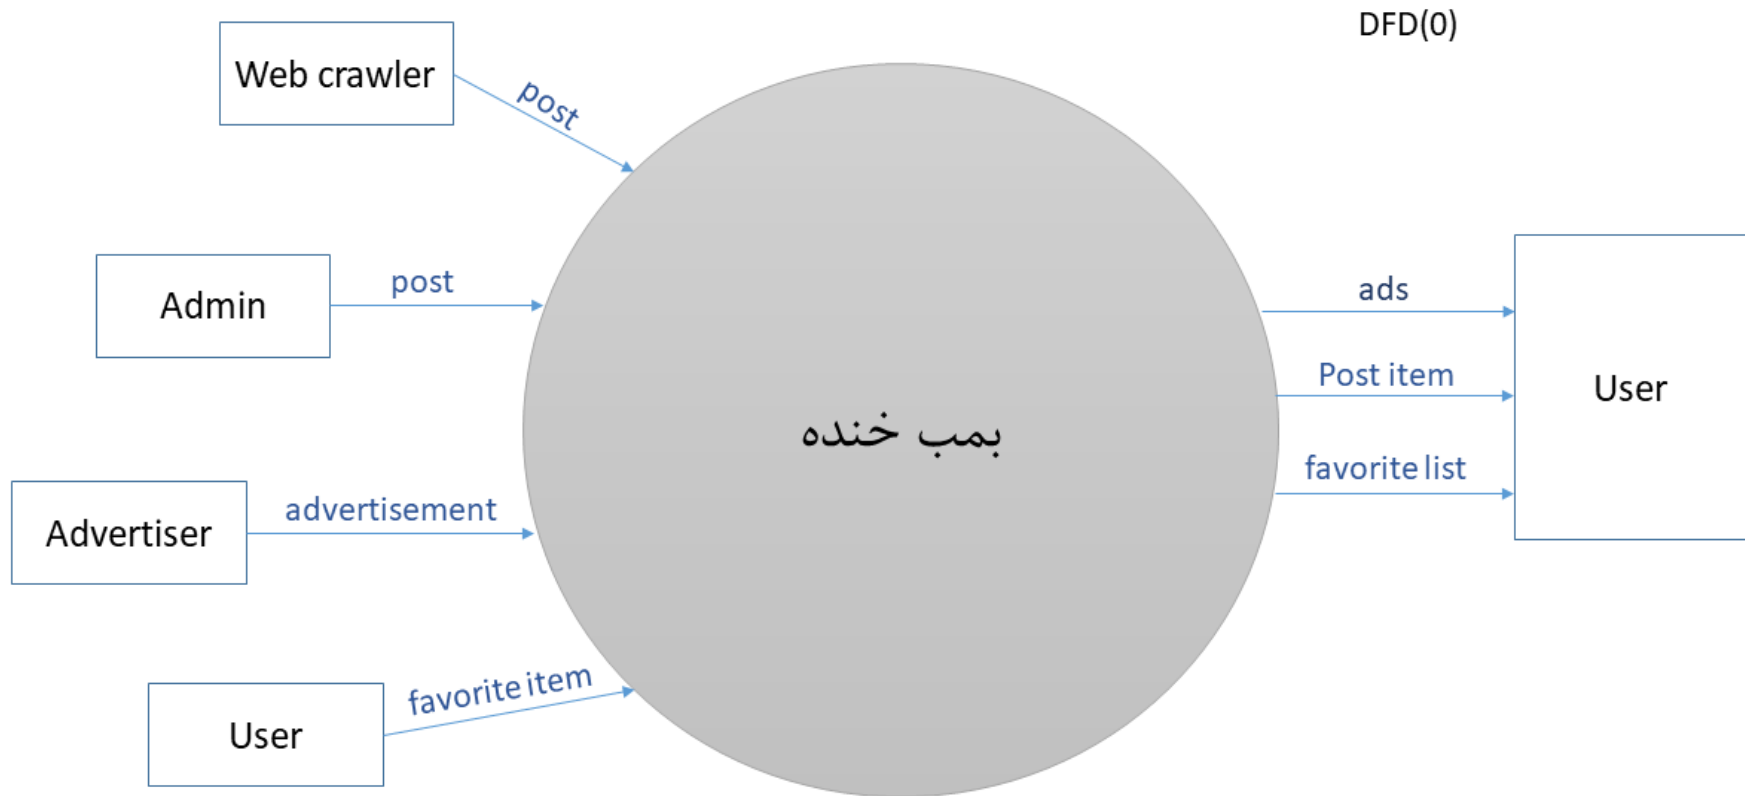 DFD(0)
Web crawler
post
Admin
post
ads
Post item
User
favorite list
بمب خنده
Advertiser
advertisement
User
favorite item